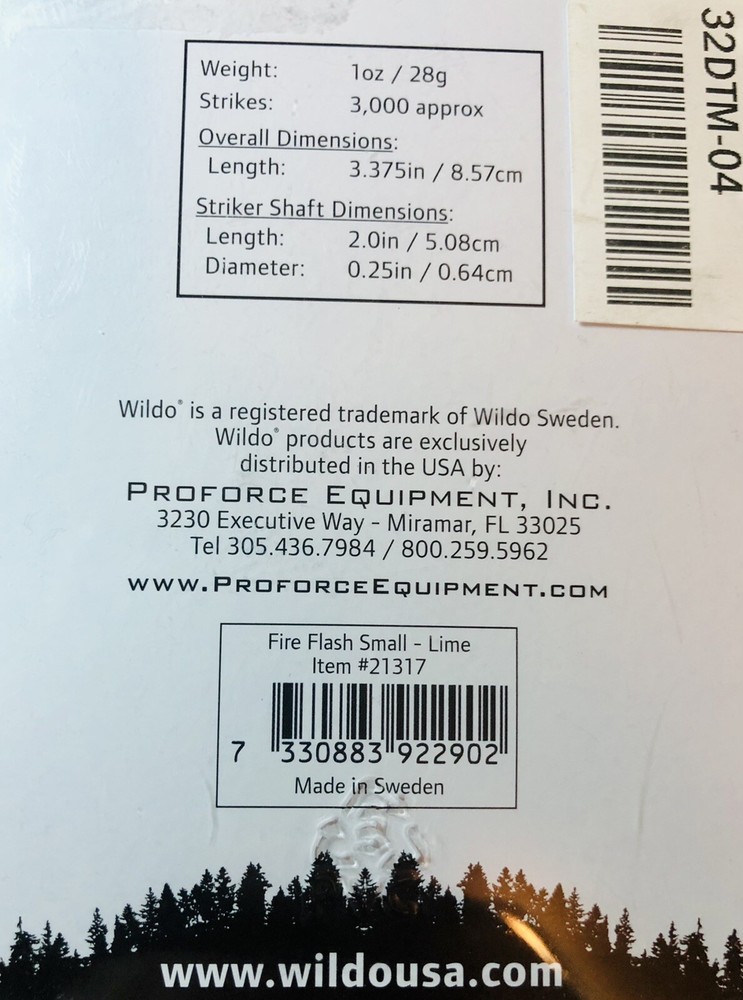 Weight: 1oz / 28g
Strikes: 3,000 approx
Overall Dimensions:
Length: 3.375in / 8.57cm
Striker Shaft Dimensions:
Length: 2.0in / 5.08cm
Diameter: 0.25in / 0.64cm
32DTM-04
Wildo® is a registered trademark of Wildo Sweden.
Wildo® products are exclusively
distributed in the USA by:
PROFORCE EQUIPMENT, INC.
3230 Executive Way - Miramar, FL 33025
Tel 305.436.7984 / 800.259.5962
www.PROFORCEEQUIPMENT.com
Fire Flash Small - Lime
Item #21317
7 330883 922902
Made in Sweden
www.wildousa.com